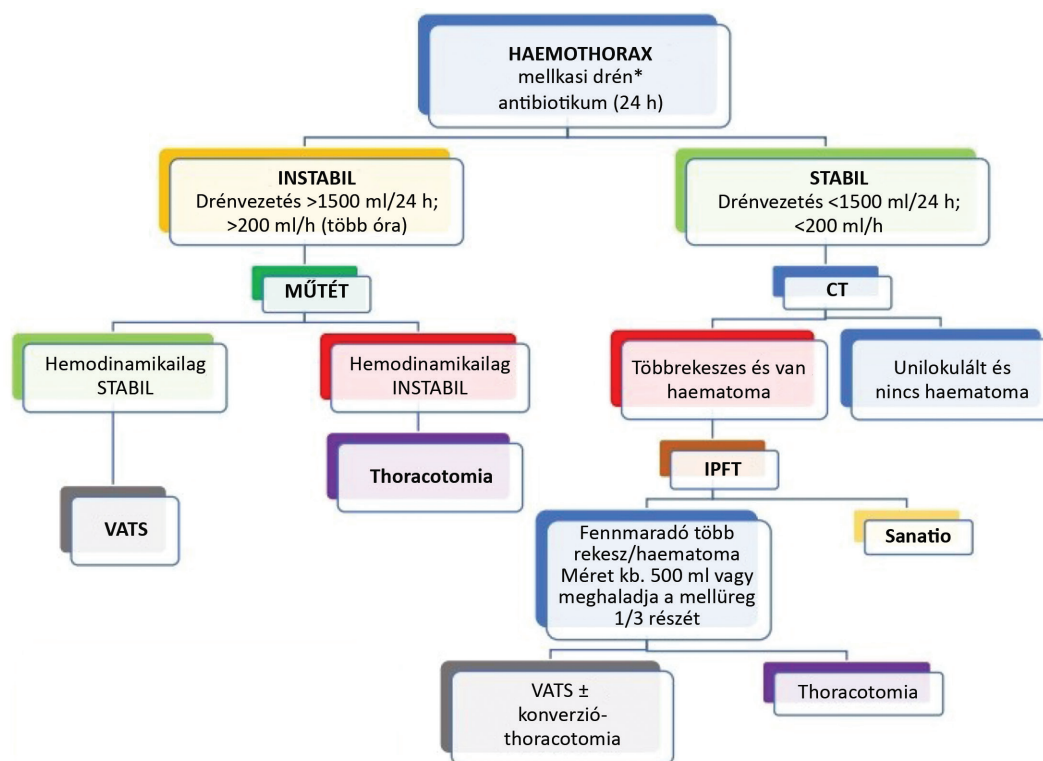 HAEMOTHORAX
mellkasi drén*
antibiotikum (24 h)
INSTABIL
Drénvezetés >1500 ml/24 h;
>200 ml/h (több óra)
STABIL
Drénvezetés <1500 ml/24 h;
<200 ml/h
MŰTÉT
CT
Hemodinamikailag
STABIL
Hemodinamikailag
INSTABIL
Többrekeszes és van
haematoma
Unilokulált és
nincs haematoma
Thoracotomia
IPFT
VATS
Fennmaradó több
rekesz/haematoma
Méret kb. 500 ml vagy
meghaladja a mellüreg
1/3 részét
Sanatio
VATS ±
konverzió-
thoracotomia
Thoracotomia